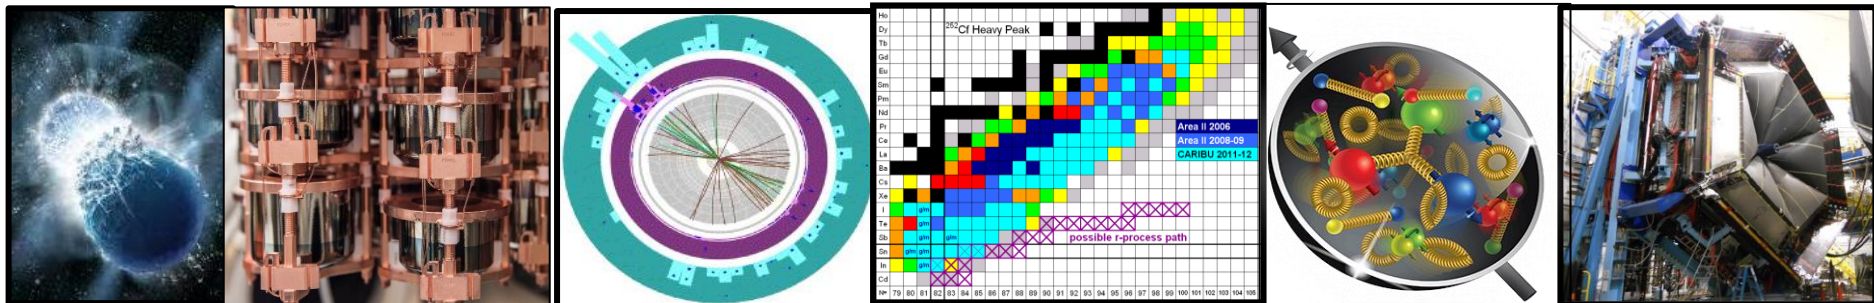 252Cf Heavy Peak
Ho
Dy
Tb
Gd
Eu
Sm
Pm
Nd
Pr
Ce
La
Ba
Cs
Xe
I
Te
Sb
Sn
In
Cd
Area II 2006
Area II 2008-09
CARIBU 2011-12
g/m
g/m
g/m
g/m g/m
g/m
possible r-process path
N= 79 80 81 82 83 84 85 86 87 88 89 90 91 92 93 94 95 96 97 98 99 100 101 102 103 104 105